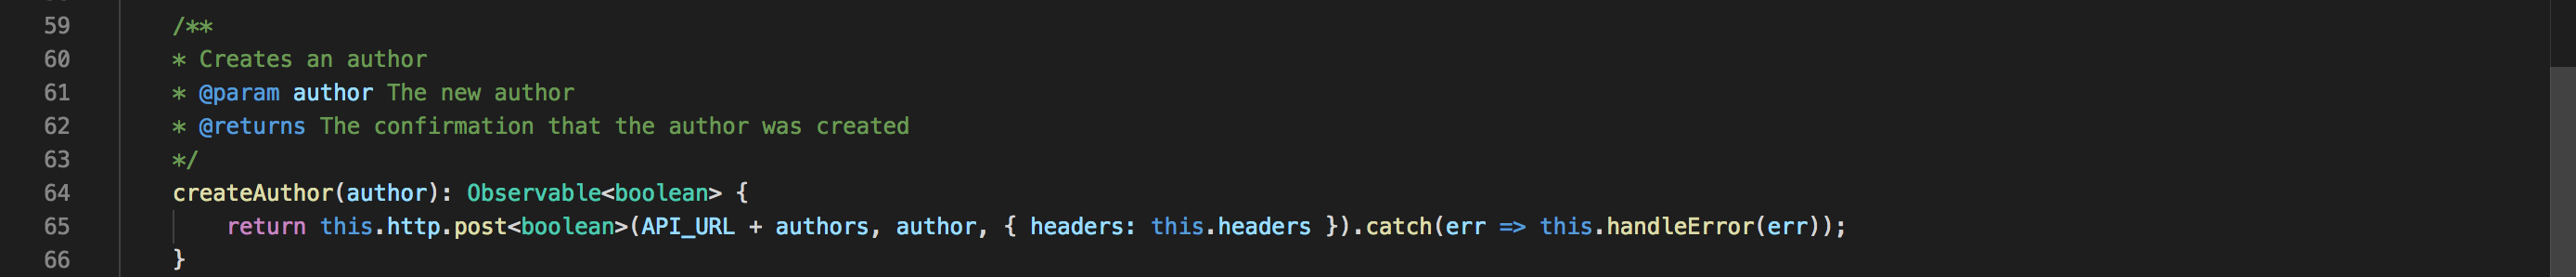 59 /**
60 * Creates an author
61 * @param author The new author
62 * @returns The confirmation that the author was created
63 */
64 createAuthor(author): Observable<boolean> {
65 return this.http.post<boolean>(API_URL + authors, author, { headers: this.headers }).catch(err => this.handleError(err));
66 }